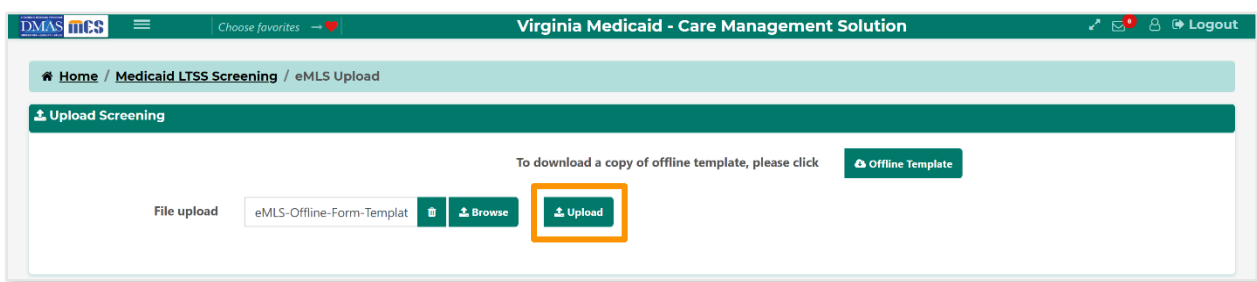 DMAS mes Choose favorites → Virginia Medicaid - Care Management Solution 0 Logout
Home / Medicaid LTSS Screening / eMLS Upload
Upload Screening
To download a copy of offline template, please click Offline Template
File upload eMLS-Offline-Form-Templat Browse Upload